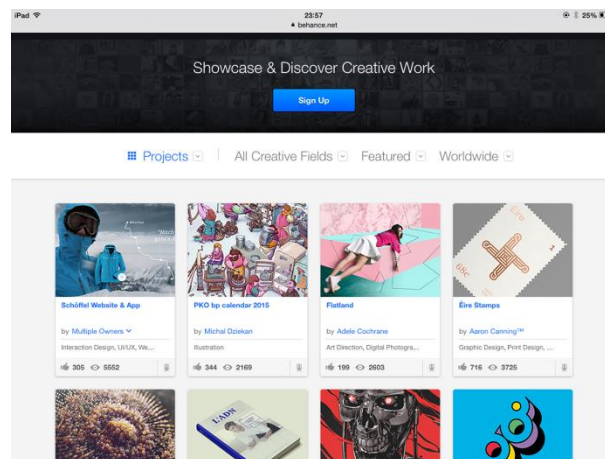 iPad
23:57
25%
behance.net
Showcase & Discover Creative Work
Sign Up
Projects
All Creative Fields
Featured
Worldwide
Schöffel Website & App
by Multiple Owners
Interaction Design, UI/UX, We...
305 5552
PKO bp calendar 2015
by Michal Dziekan
Illustration
344 2169
Flatland
by Adele Cochrane
Art Direction, Digital Photogra...
199 2603
Éire
68c
Éire Stamps
by Aaron Canning™
Graphic Design, Print Design, ...
716 3725
L'ADN